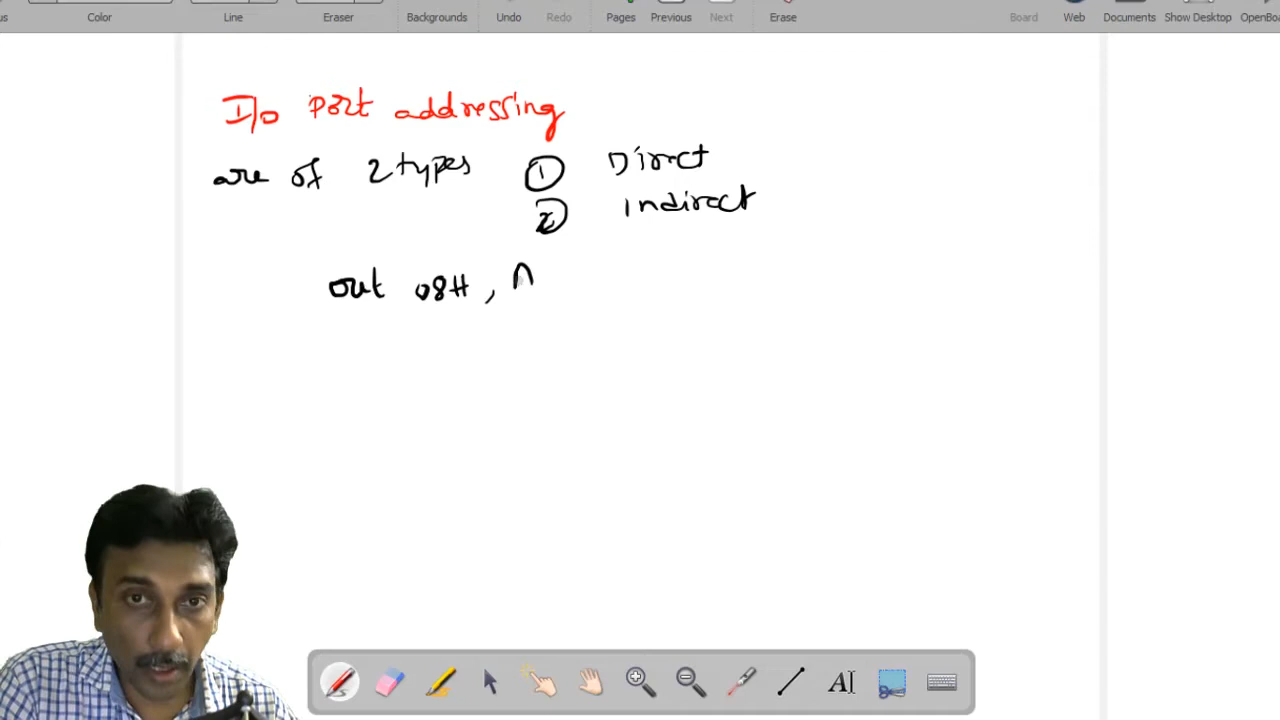 Color Line Eraser Backgrounds Undo Redo Pages Previous Next Erase Board Web Documents Show Desktop
I/O Port addressing
are of 2 types ① Direct
② Indirect
out 08H, A